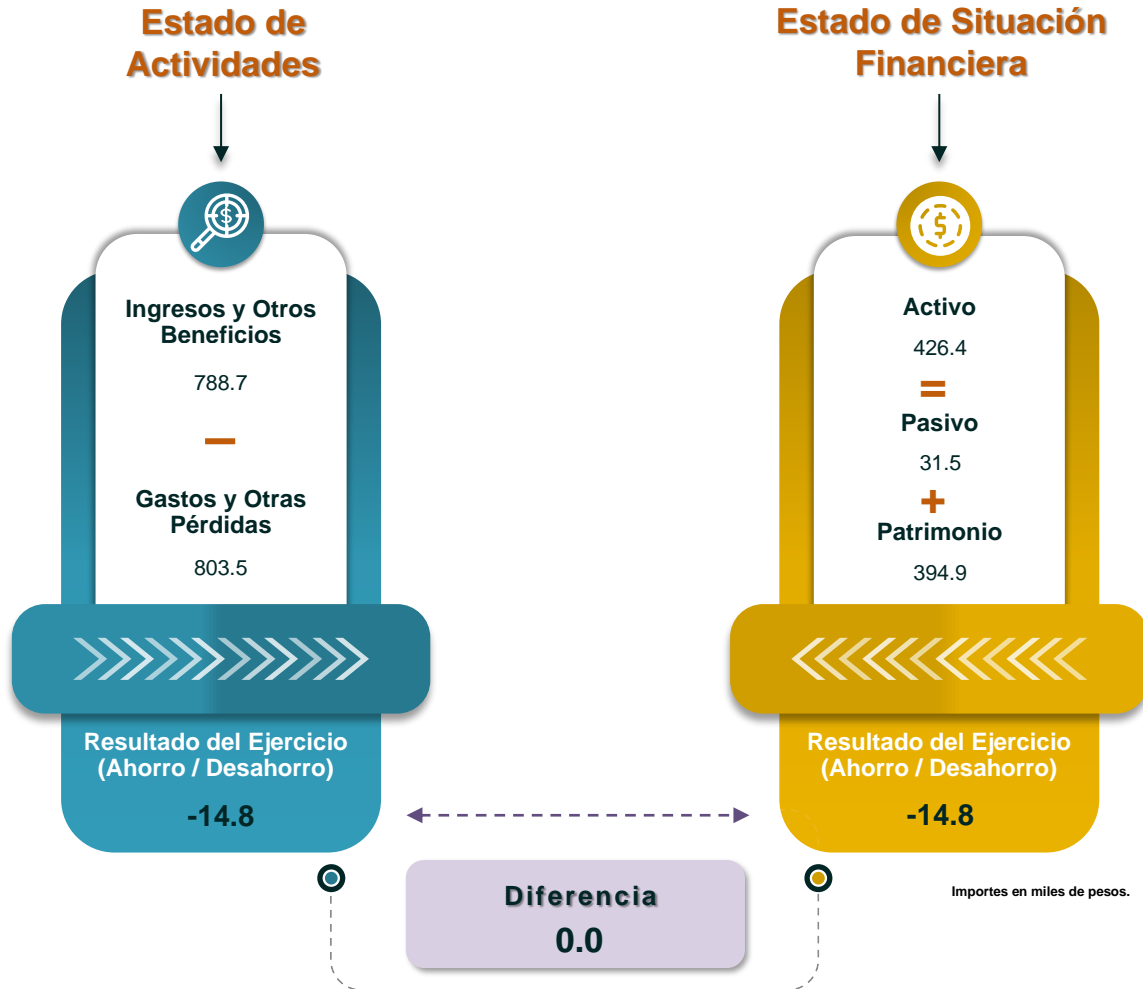 Estado de
Actividades
$
Ingresos y Otros
Beneficios
788.7
–
Gastos y Otras
Pérdidas
803.5
Resultado del Ejercicio
(Ahorro / Desahorro)
-14.8
Estado de Situación
Financiera
$
Activo
426.4
=
Pasivo
31.5
+
Patrimonio
394.9
Resultado del Ejercicio
(Ahorro / Desahorro)
-14.8
Diferencia
0.0
Importes en miles de pesos.